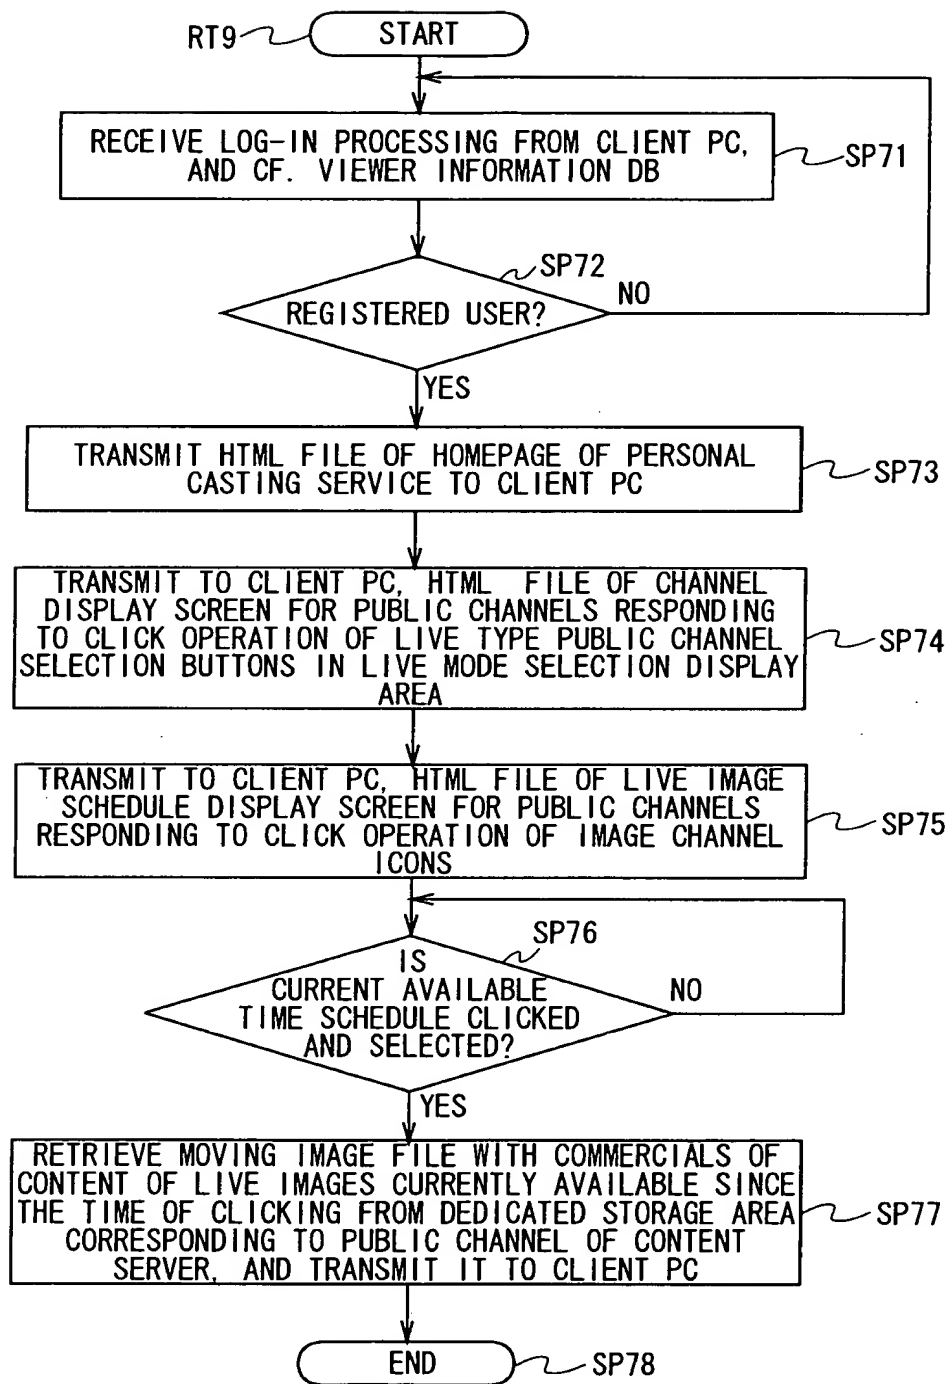 RT9
START
RECEIVE LOG-IN PROCESSING FROM CLIENT PC,
AND CF. VIEWER INFORMATION DB
SP71
SP72
REGISTERED USER?
NO
YES
TRANSMIT HTML FILE OF HOMEPAGE OF PERSONAL
CASTING SERVICE TO CLIENT PC
SP73
TRANSMIT TO CLIENT PC, HTML FILE OF CHANNEL
DISPLAY SCREEN FOR PUBLIC CHANNELS RESPONDING
TO CLICK OPERATION OF LIVE TYPE PUBLIC CHANNEL
SELECTION BUTTONS IN LIVE MODE SELECTION DISPLAY
AREA
SP74
TRANSMIT TO CLIENT PC, HTML FILE OF LIVE IMAGE
SCHEDULE DISPLAY SCREEN FOR PUBLIC CHANNELS
RESPONDING TO CLICK OPERATION OF IMAGE CHANNEL
ICONS
SP75
SP76
IS
CURRENT AVAILABLE
TIME SCHEDULE CLICKED
AND SELECTED?
NO
YES
RETRIEVE MOVING IMAGE FILE WITH COMMERCIALS OF
CONTENT OF LIVE IMAGES CURRENTLY AVAILABLE SINCE
THE TIME OF CLICKING FROM DEDICATED STORAGE AREA
CORRESPONDING TO PUBLIC CHANNEL OF CONTENT
SERVER, AND TRANSMIT IT TO CLIENT PC
SP77
END
SP78